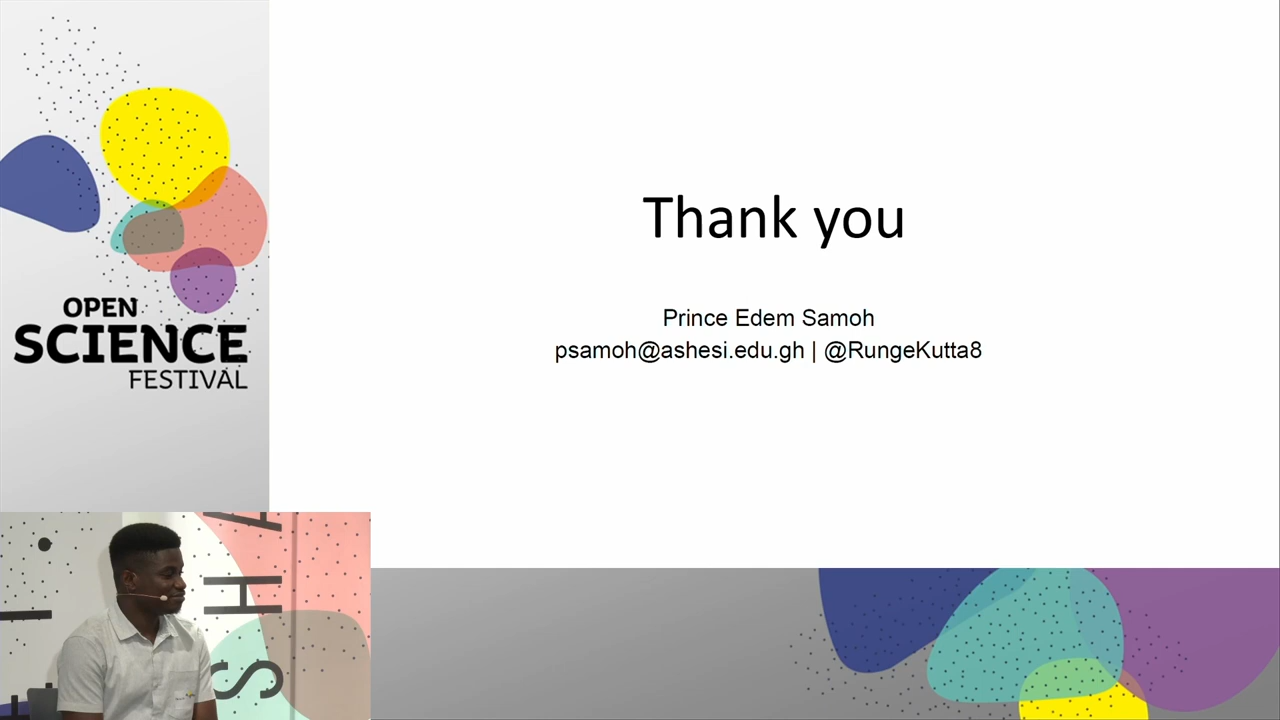 OPEN
SCIENCE
FESTIVAL
Thank you
Prince Edem Samoh
psamoh@ashesi.edu.gh | @RungeKutta8
H
S